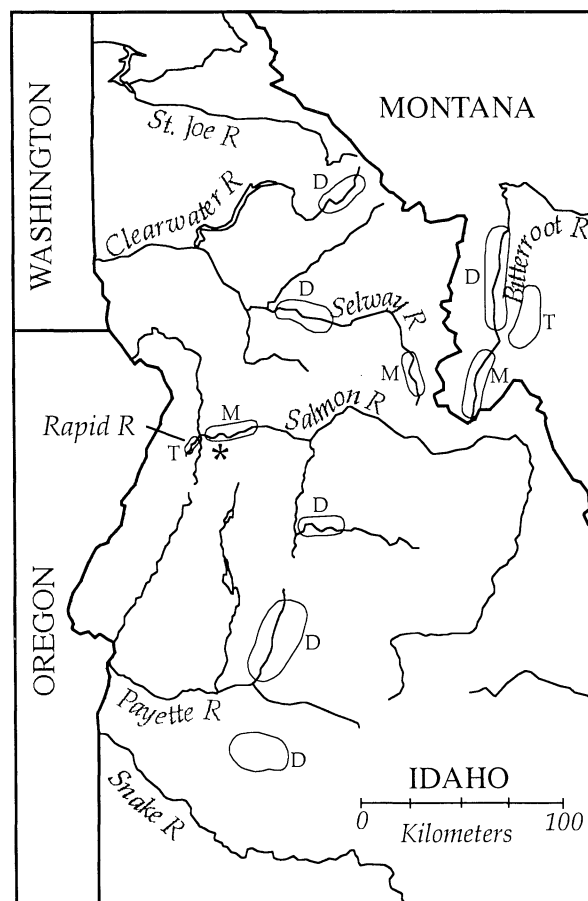 MONTANA
WASHINGTON
St. Joe R
D
Clearwater R
Bitterroot R
D
D
Selway R
T
M
M
Rapid R
M
Salmon R
T
*
D
OREGON
D
Payette R
D
IDAHO
Snake R
0 100
Kilometers